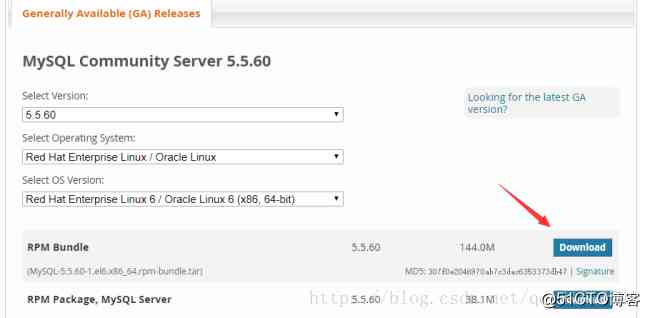 Generally Available (GA) Releases
MySQL Community Server 5.5.60
Select Version:
5.5.60
Looking for the latest GA
version?
Select Operating System:
Red Hat Enterprise Linux / Oracle Linux
Select OS Version:
Red Hat Enterprise Linux 6 / Oracle Linux 6 (x86, 64-bit)
RPM Bundle 5.5.60 144.0M Download
(MySQL-5.5.60-1.el6.x86_64.rpm-bundle.tar) MD5: | Signature
RPM Package, MySQL Server 5.5.60 38.1M
https://blog.csdn.net/
@51CTO博客